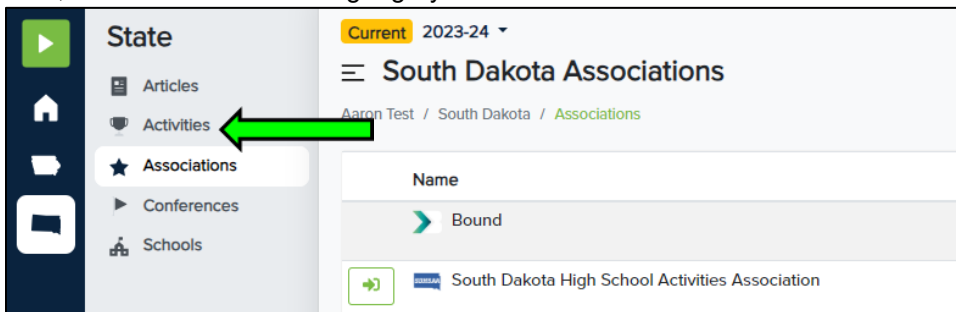 State
Articles
Activities
Associations
Conferences
Schools
Current 2023-24
South Dakota Associations
Aaron Test / South Dakota / Associations
Name
Bound
South Dakota High School Activities Association